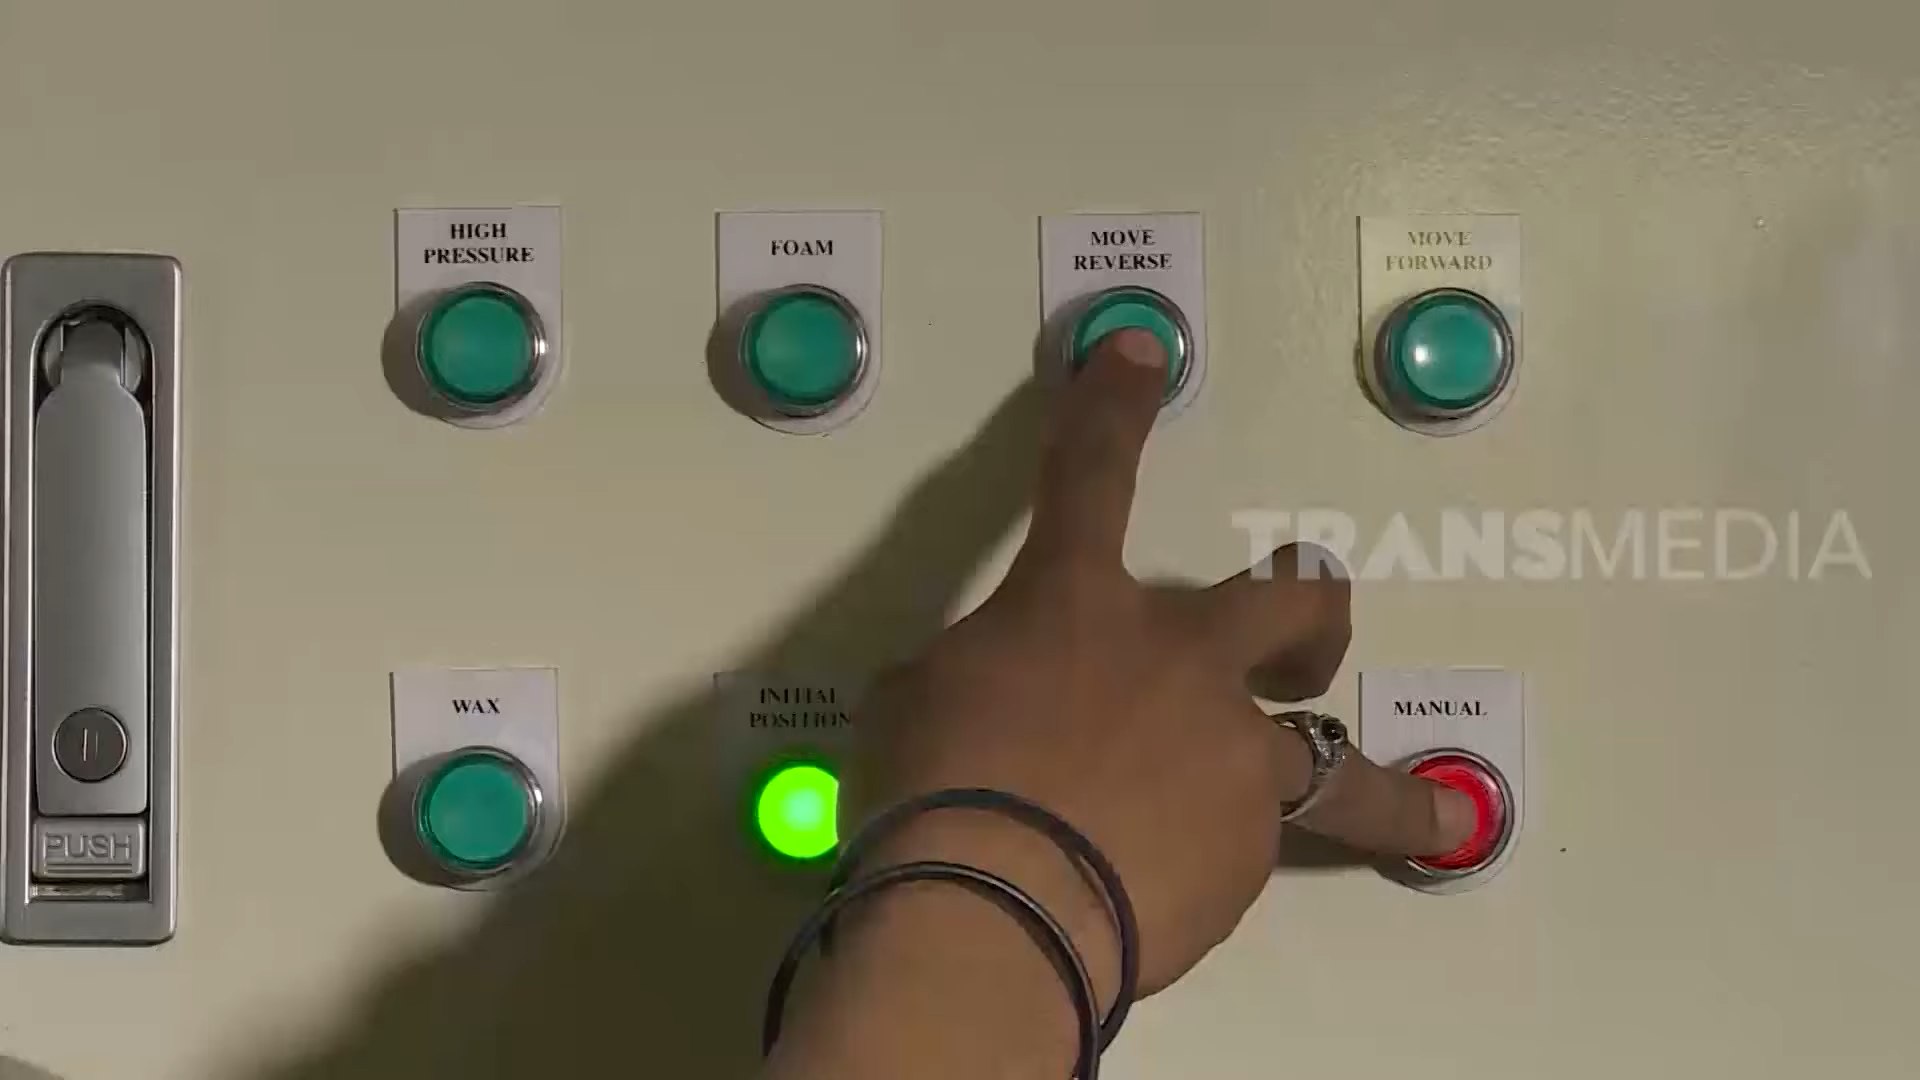 HIGH
PRESSURE
FOAM
MOVE
REVERSE
MOVE
FORWARD
TRANSMEDIA
WAX
INITIAL
POSITION
MANUAL
PUSH